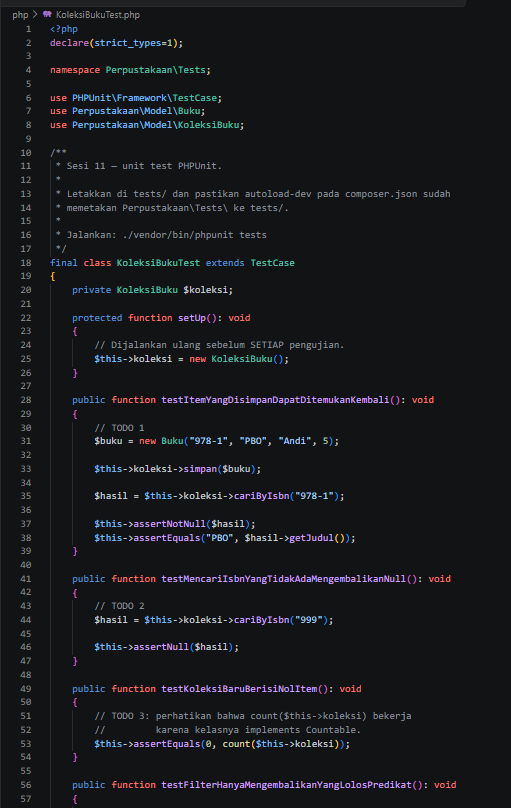 php > KoleksiBukuTest.php
1 <?php
2 declare(strict_types=1);
3
4 namespace Perpustakaan\Tests;
5
6 use PHPUnit\Framework\TestCase;
7 use Perpustakaan\Model\Buku;
8 use Perpustakaan\Model\KoleksiBuku;
9
10 /**
11  * Sesi 11 — unit test PHPUnit.
12  *
13  * Letakkan di tests/ dan pastikan autoload-dev pada composer.json sudah
14  * memetakan Perpustakaan\Tests\ ke tests/.
15  *
16  * Jalankan: ./vendor/bin/phpunit tests
17  */
18 final class KoleksiBukuTest extends TestCase
19 {
20     private KoleksiBuku $koleksi;
21
22     protected function setUp(): void
23     {
24         // Dijalankan ulang sebelum SETIAP pengujian.
25         $this->koleksi = new KoleksiBuku();
26     }
27
28     public function testItemYangDisimpanDapatDitemukanKembali(): void
29     {
30         // TODO 1
31         $buku = new Buku("978-1", "PBO", "Andi", 5);
32
33         $this->koleksi->simpan($buku);
34
35         $hasil = $this->koleksi->cariByIsbn("978-1");
36
37         $this->assertNotNull($hasil);
38         $this->assertEquals("PBO", $hasil->getJudul());
39     }
40
41     public function testMencariIsbnYangTidakAdaMengembalikanNull(): void
42     {
43         // TODO 2
44         $hasil = $this->koleksi->cariByIsbn("999");
45
46         $this->assertNull($hasil);
47     }
48
49     public function testKoleksiBaruBerisiNolItem(): void
50     {
51         // TODO 3: perhatikan bahwa count($this->koleksi) bekerja
52         //         karena kelasnya implements Countable.
53         $this->assertEquals(0, count($this->koleksi));
54     }
55
56     public function testFilterHanyaMengembalikanYangLolosPredikat(): void
57     {